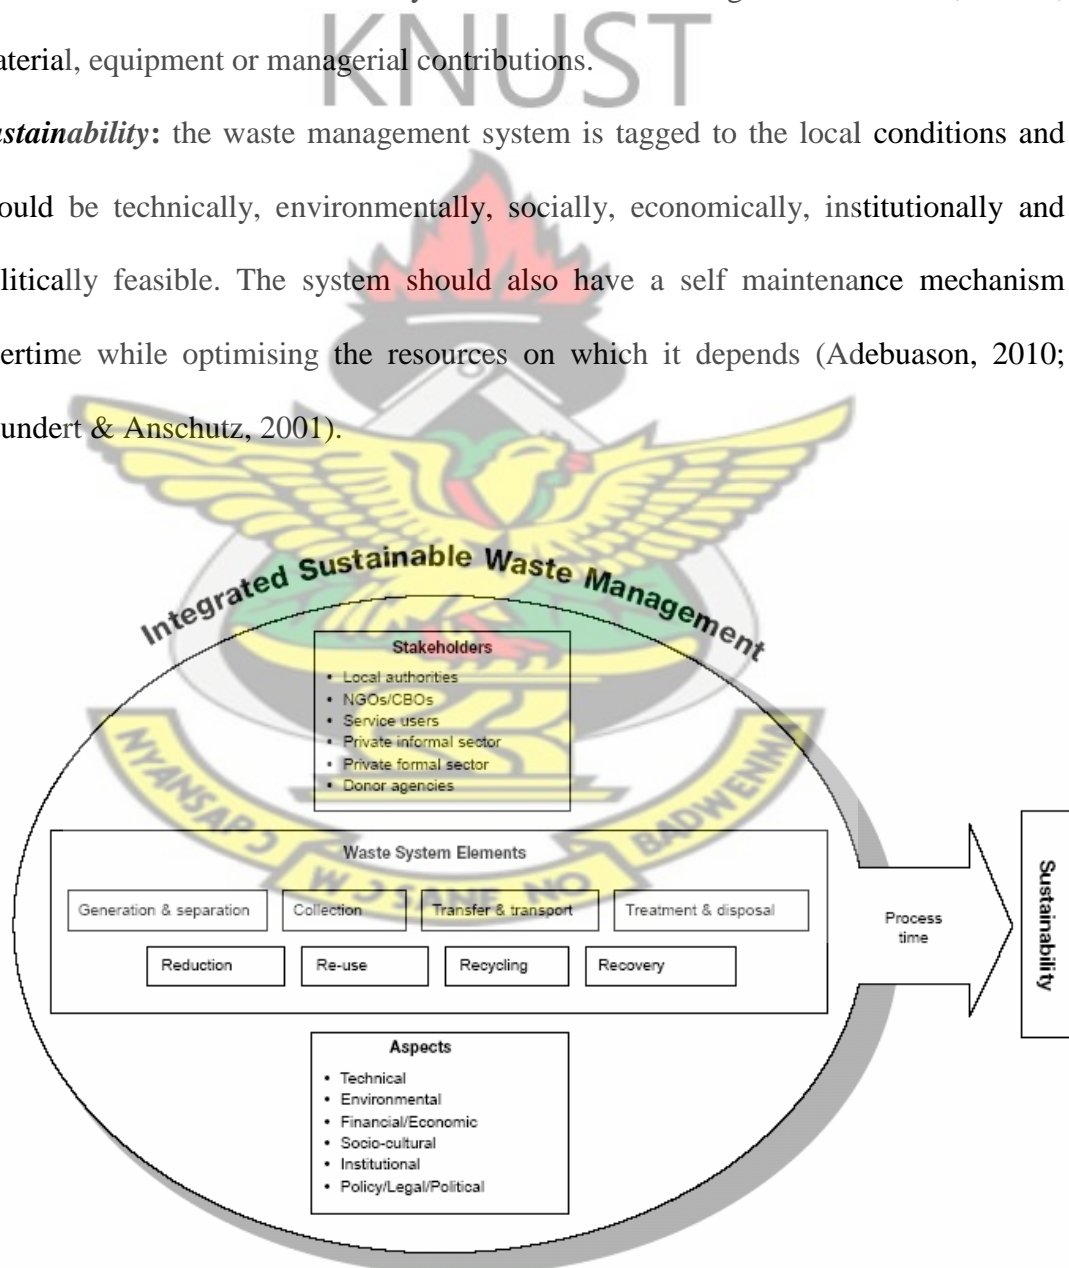 KNUST
aterial, equipment or managerial contributions.
stainability: the waste management system is tagged to the local conditions and
ould be technically, environmentally, socially, economically, institutionally and
litically feasible. The system should also have a self maintenance mechanism
ertime while optimising the resources on which it depends (Adebuason, 2010;
undert & Anschutz, 2001).
Integrated Sustainable Waste Management
Stakeholders
• Local authorities
• NGOs/CBOs
• Service users
• Private informal sector
• Private formal sector
• Donor agencies
NYANSAPƆ
BADWENMA
Waste System Elements
WƆ SANE NO
Generation & separation
Collection
Transfer & transport
Treatment & disposal
Reduction
Re-use
Recycling
Recovery
Process
time
Sustainability
Aspects
• Technical
• Environmental
• Financial/Economic
• Socio-cultural
• Institutional
• Policy/Legal/Political